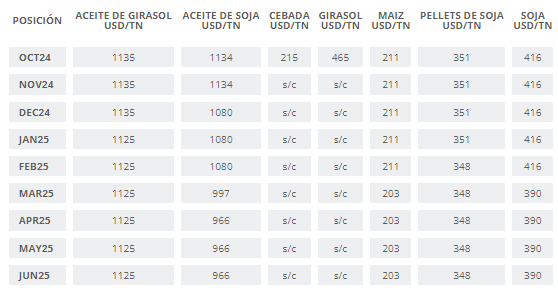 POSICIÓN ACEITE DE GIRASOL USD/TN ACEITE DE SOJA USD/TN CEBADA USD/TN GIRASOL USD/TN MAIZ USD/TN PELLETS DE SOJA USD/TN SOJA USD/TN
OCT24 1135 1134 215 465 211 351 416
NOV24 1135 1134 s/c s/c 211 351 416
DEC24 1135 1080 s/c s/c 211 351 416
JAN25 1125 1080 s/c s/c 211 351 416
FEB25 1125 1080 s/c s/c 211 348 416
MAR25 1125 997 s/c s/c 203 348 390
APR25 1125 966 s/c s/c 203 348 390
MAY25 1125 966 s/c s/c 203 348 390
JUN25 1125 966 s/c s/c 203 348 390